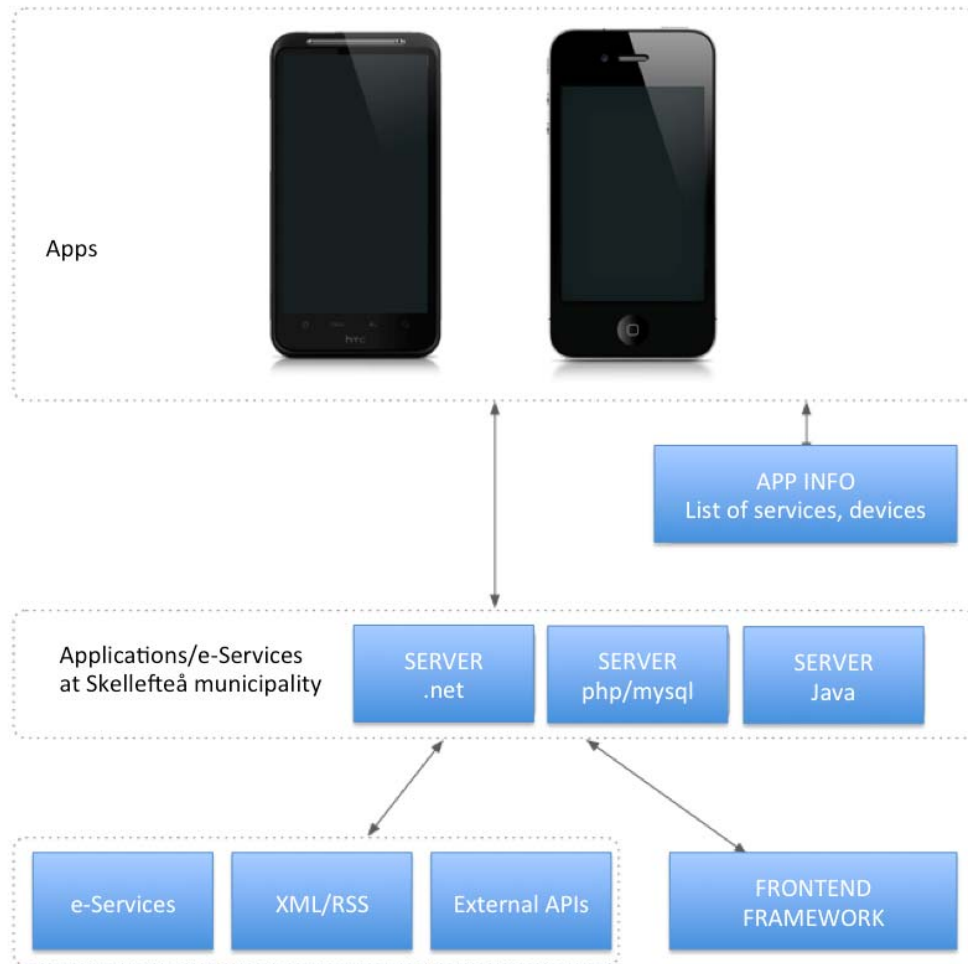 Apps
htc
APP INFO
List of services, devices
Applications/e-Services
at Skellefteå municipality
SERVER
.net
SERVER
php/mysql
SERVER
Java
e-Services
XML/RSS
External APIs
FRONTEND
FRAMEWORK